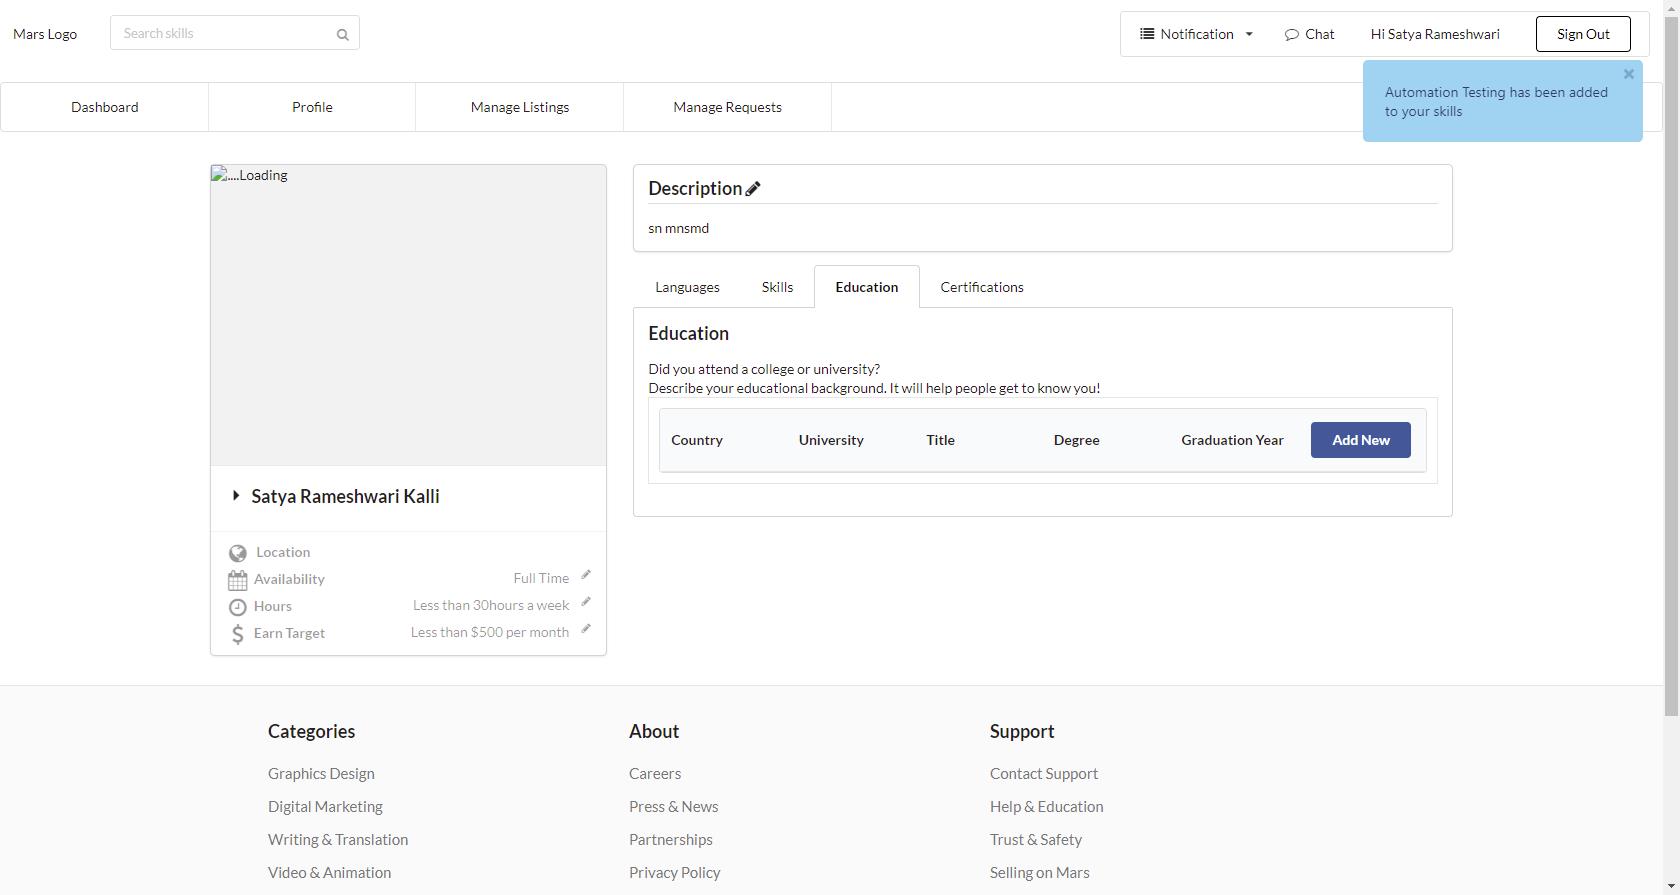 Mars Logo
Search skills
Notification
Chat
Hi Satya Rameshwari
Sign Out
Dashboard
Profile
Manage Listings
Manage Requests
Automation Testing has been added
to your skills
....Loading
Satya Rameshwari Kalli
Location
Availability Full Time
Hours Less than 30hours a week
Earn Target Less than $500 per month
Description
sn mnsmd
Languages
Skills
Education
Certifications
Education
Did you attend a college or university?
Describe your educational background. It will help people get to know you!
Country University Title Degree Graduation Year Add New
Categories
Graphics Design
Digital Marketing
Writing & Translation
Video & Animation
About
Careers
Press & News
Partnerships
Privacy Policy
Support
Contact Support
Help & Education
Trust & Safety
Selling on Mars